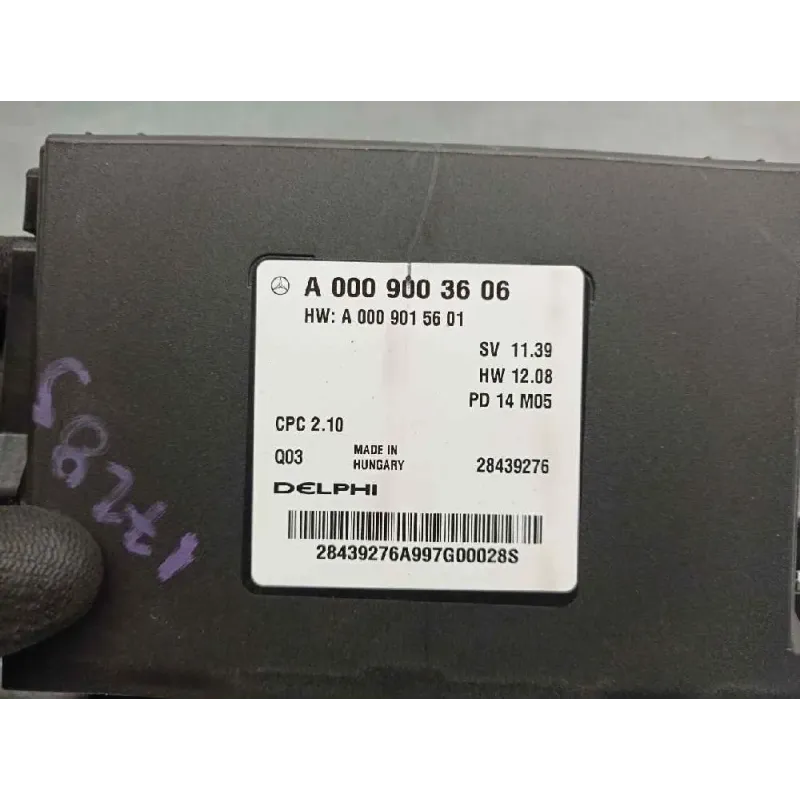 A 000 900 36 06
HW: A 000 901 56 01
SV 11.39
HW 12.08
PD 14 M05
CPC 2.10
Q03
MADE IN
HUNGARY
28439276
DELPHI
28439276A997G00028S